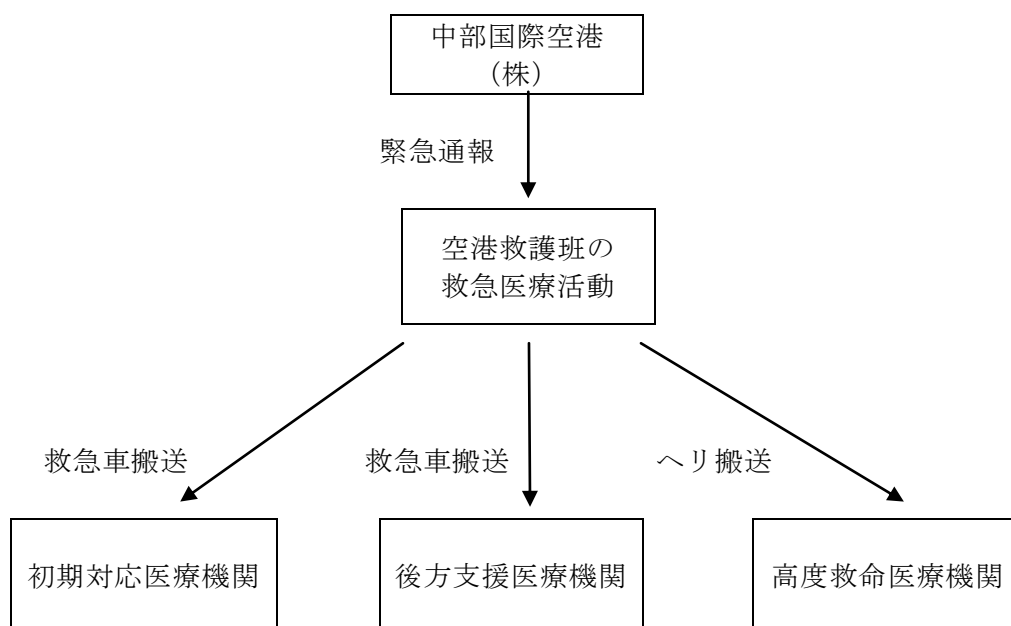 中部国際空港
（株）
緊急通報
空港救護班の
救急医療活動
救急車搬送
救急車搬送
ヘリ搬送
初期対応医療機関
後方支援医療機関
高度救命医療機関